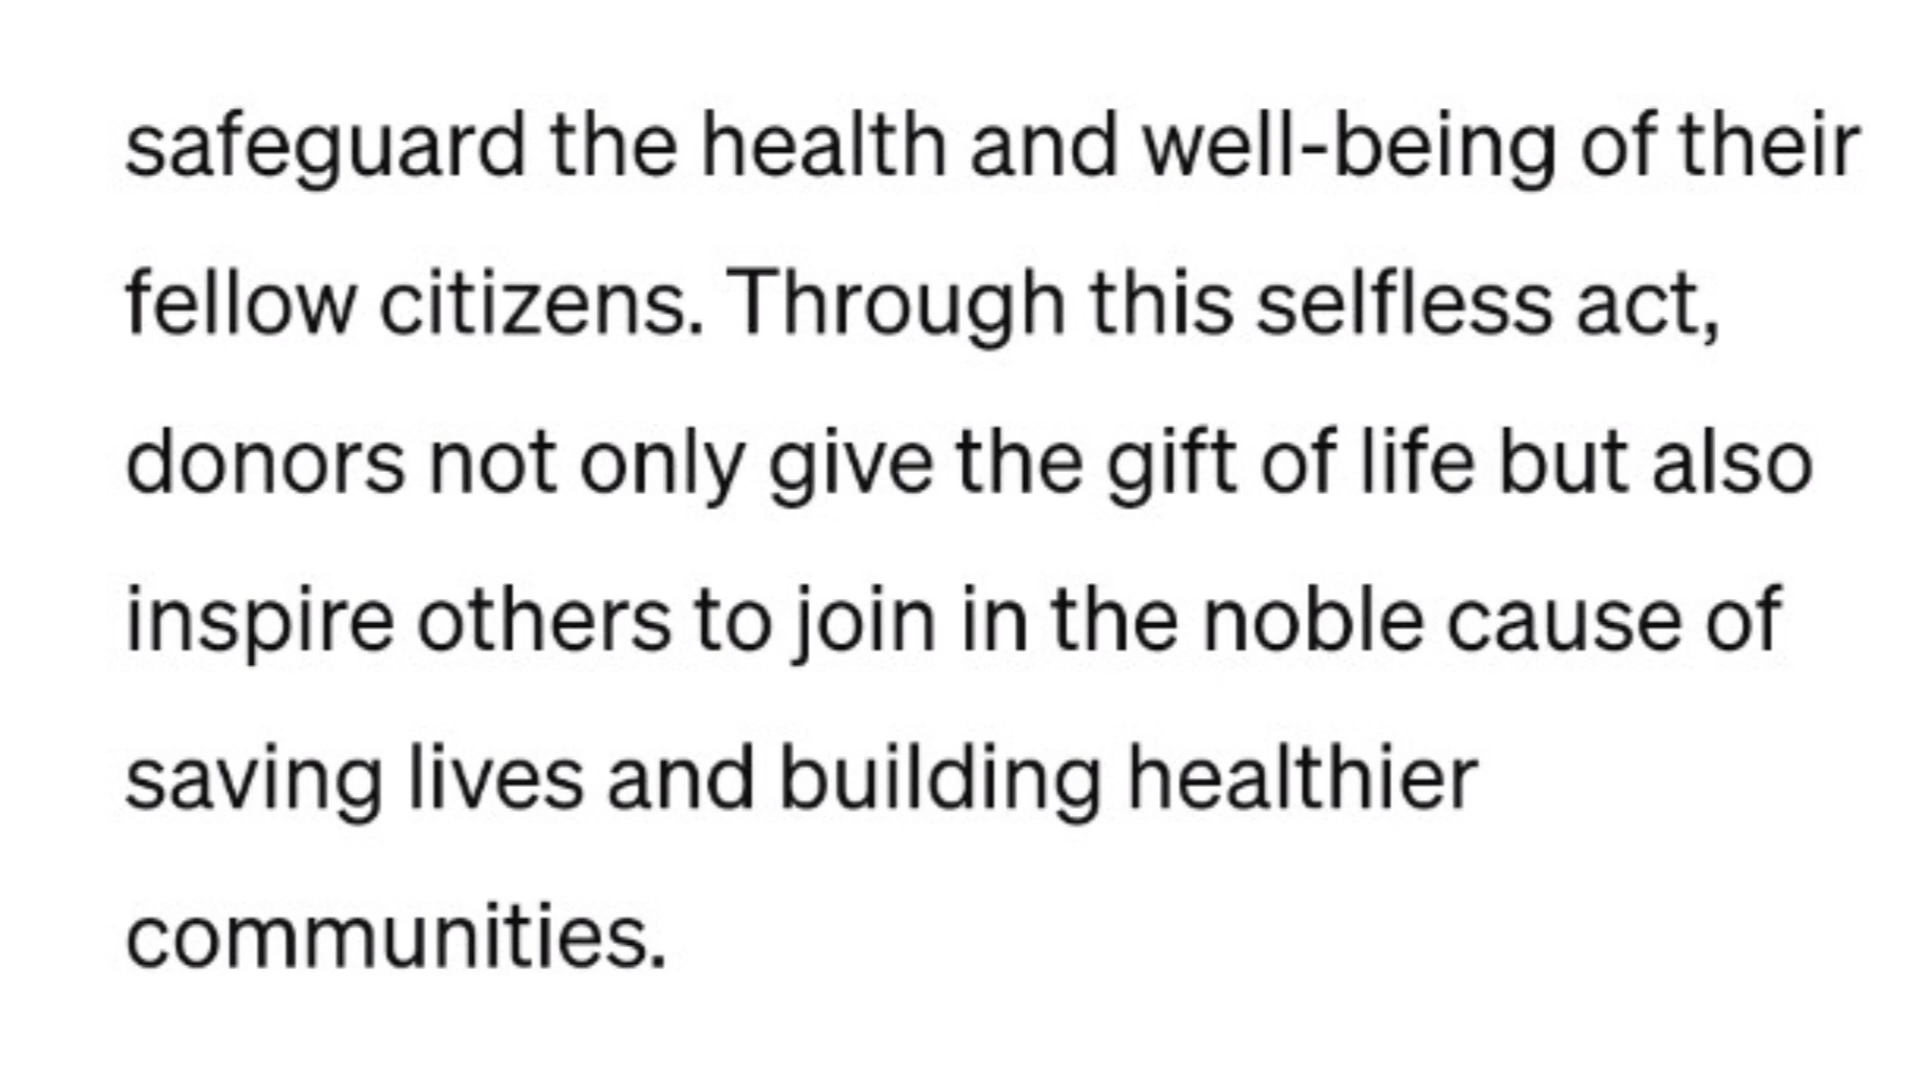 safeguard the health and well-being of their
fellow citizens. Through this selfless act,
donors not only give the gift of life but also
inspire others to join in the noble cause of
saving lives and building healthier
communities.